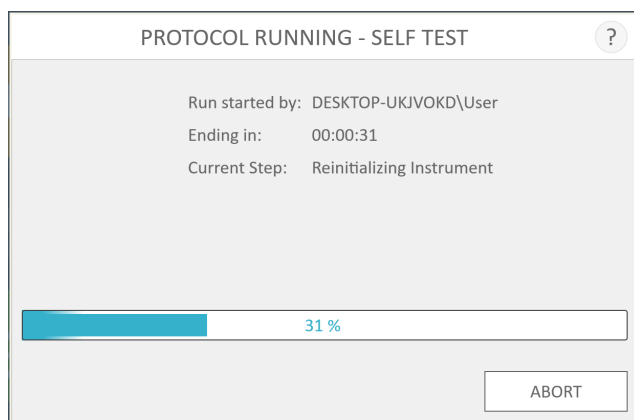 PROTOCOL RUNNING - SELF TEST
?
Run started by: DESKTOP-UKJVOKD\User
Ending in: 00:00:31
Current Step: Reinitializing Instrument
31 %
ABORT